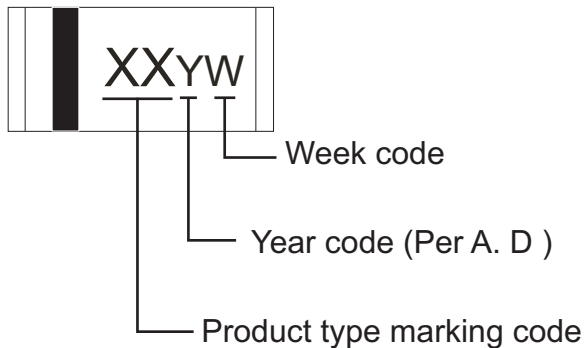 XXYW
Week code
Year code (Per A. D )
Product type marking code